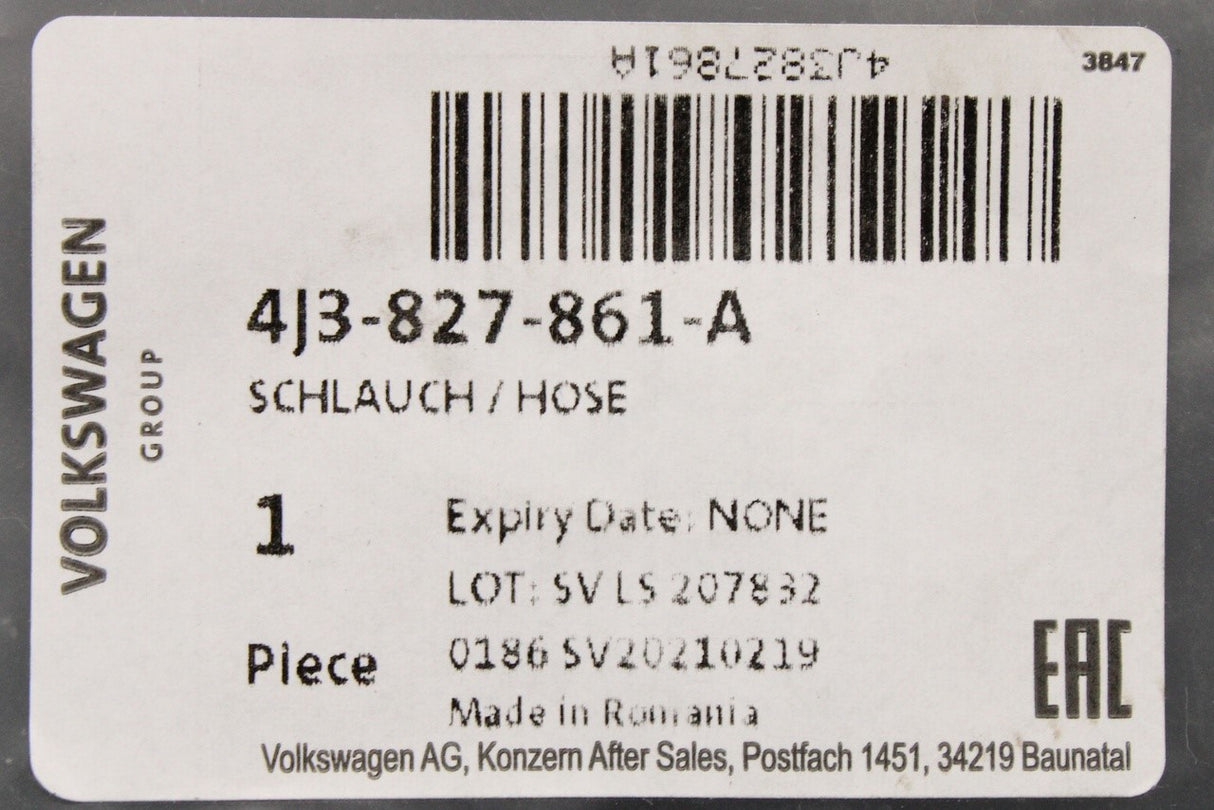 4J3827861A
3847
VOLKSWAGEN
GROUP
4J3-827-861-A
SCHLAUCH / HOSE
1
Expiry Date: NONE
LOT: SV LS 207832
Piece
0186 SV20210219
Made in Romania
EAC
Volkswagen AG, Konzern After Sales, Postfach 1451, 34219 Baunatal